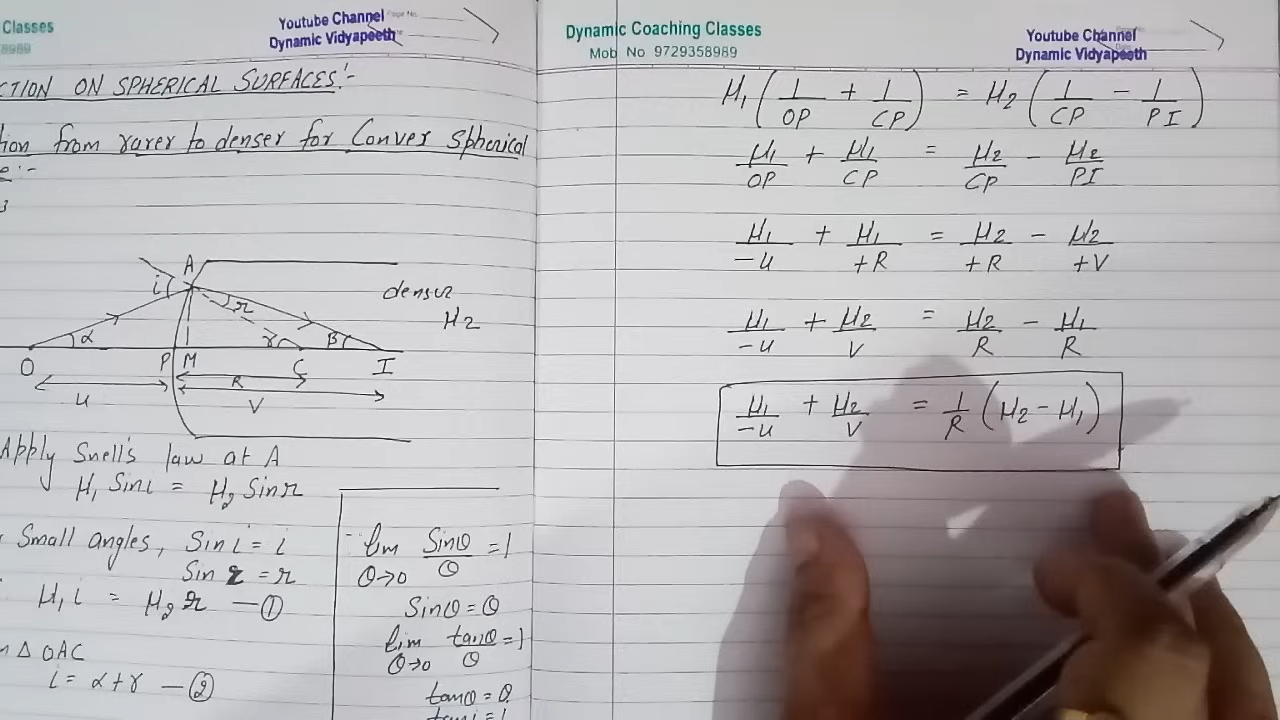 Classes
8989
Youtube Channel
Dynamic Vidyapeeth
CTION ON SPHERICAL SURFACES:-
tion from rarer to denser for Convex Spherical
e:-
A
i
r
denser
μ2
α
γ
β
O
P
M
C
I
u
R
V
Apply Snell's law at A
μ1 Sini = μ2 Sinr
Small angles, Sin i = i
Sin r = r
μ1 i = μ2 r — ①
Δ OAC
i = α+γ — ②
lim Sinθ/θ = 1
θ→0
Sinθ = θ
lim tanθ/θ = 1
θ→0
tanθ = θ
Dynamic Coaching Classes
Mob No 9729358989
Youtube Channel
Dynamic Vidyapeeth
μ1 (1/OP + 1/CP) = μ2 (1/CP - 1/PI)
μ1/OP + μ1/CP = μ2/CP - μ2/PI
μ1/-u + μ1/+R = μ2/+R - μ2/+V
μ1/-u + μ2/V = μ2/R - μ1/R
μ1/-u + μ2/V = 1/R (μ2 - μ1)